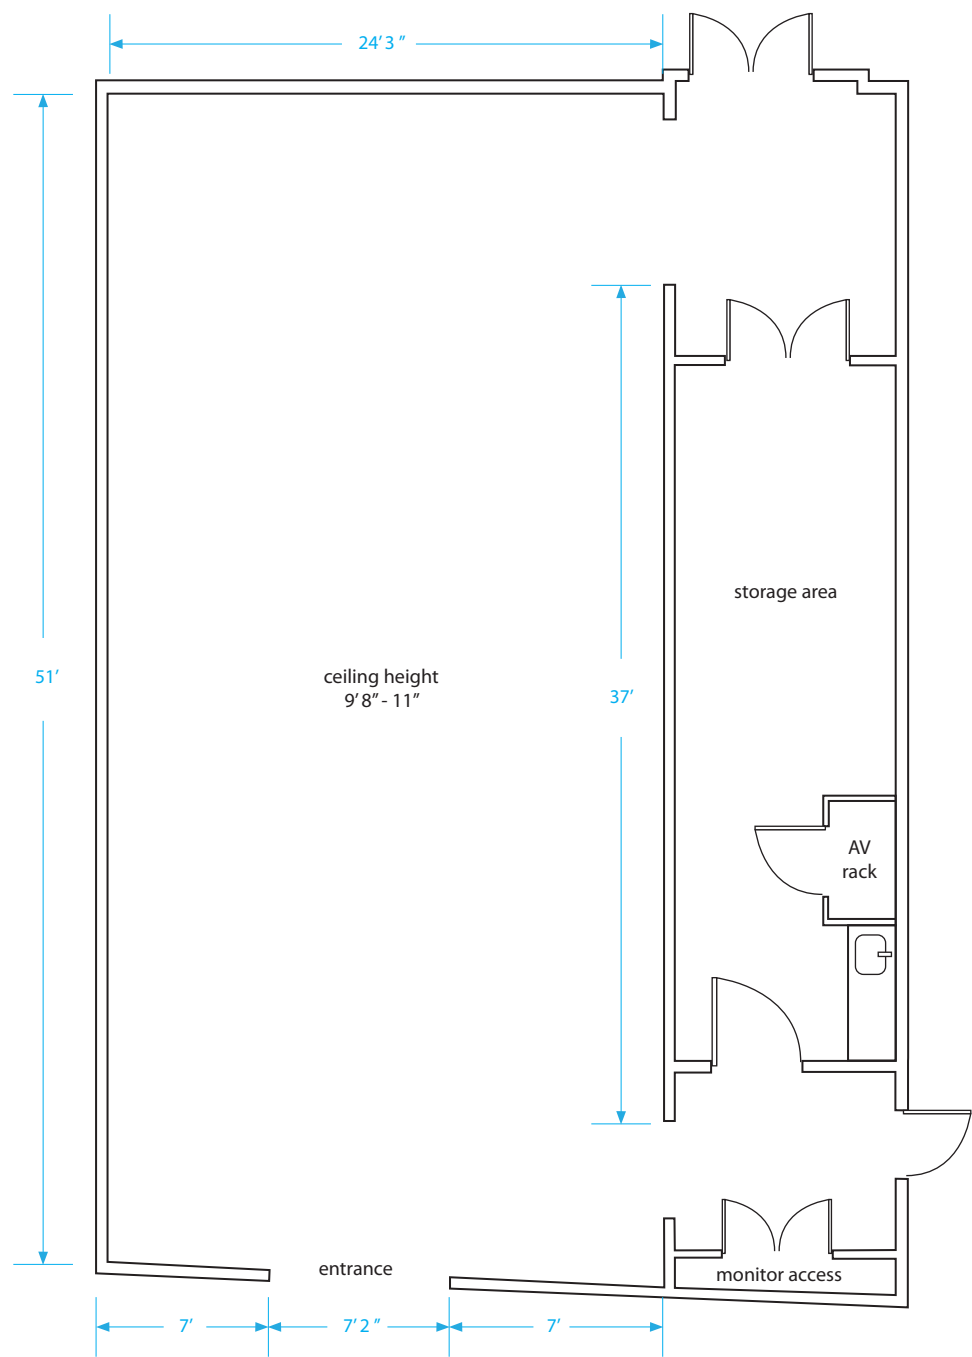 24’ 3 ”
storage area
51’
ceiling height
9’ 8” - 11”
37’
AV
rack
entrance
monitor access
7’
7’ 2 ”
7’